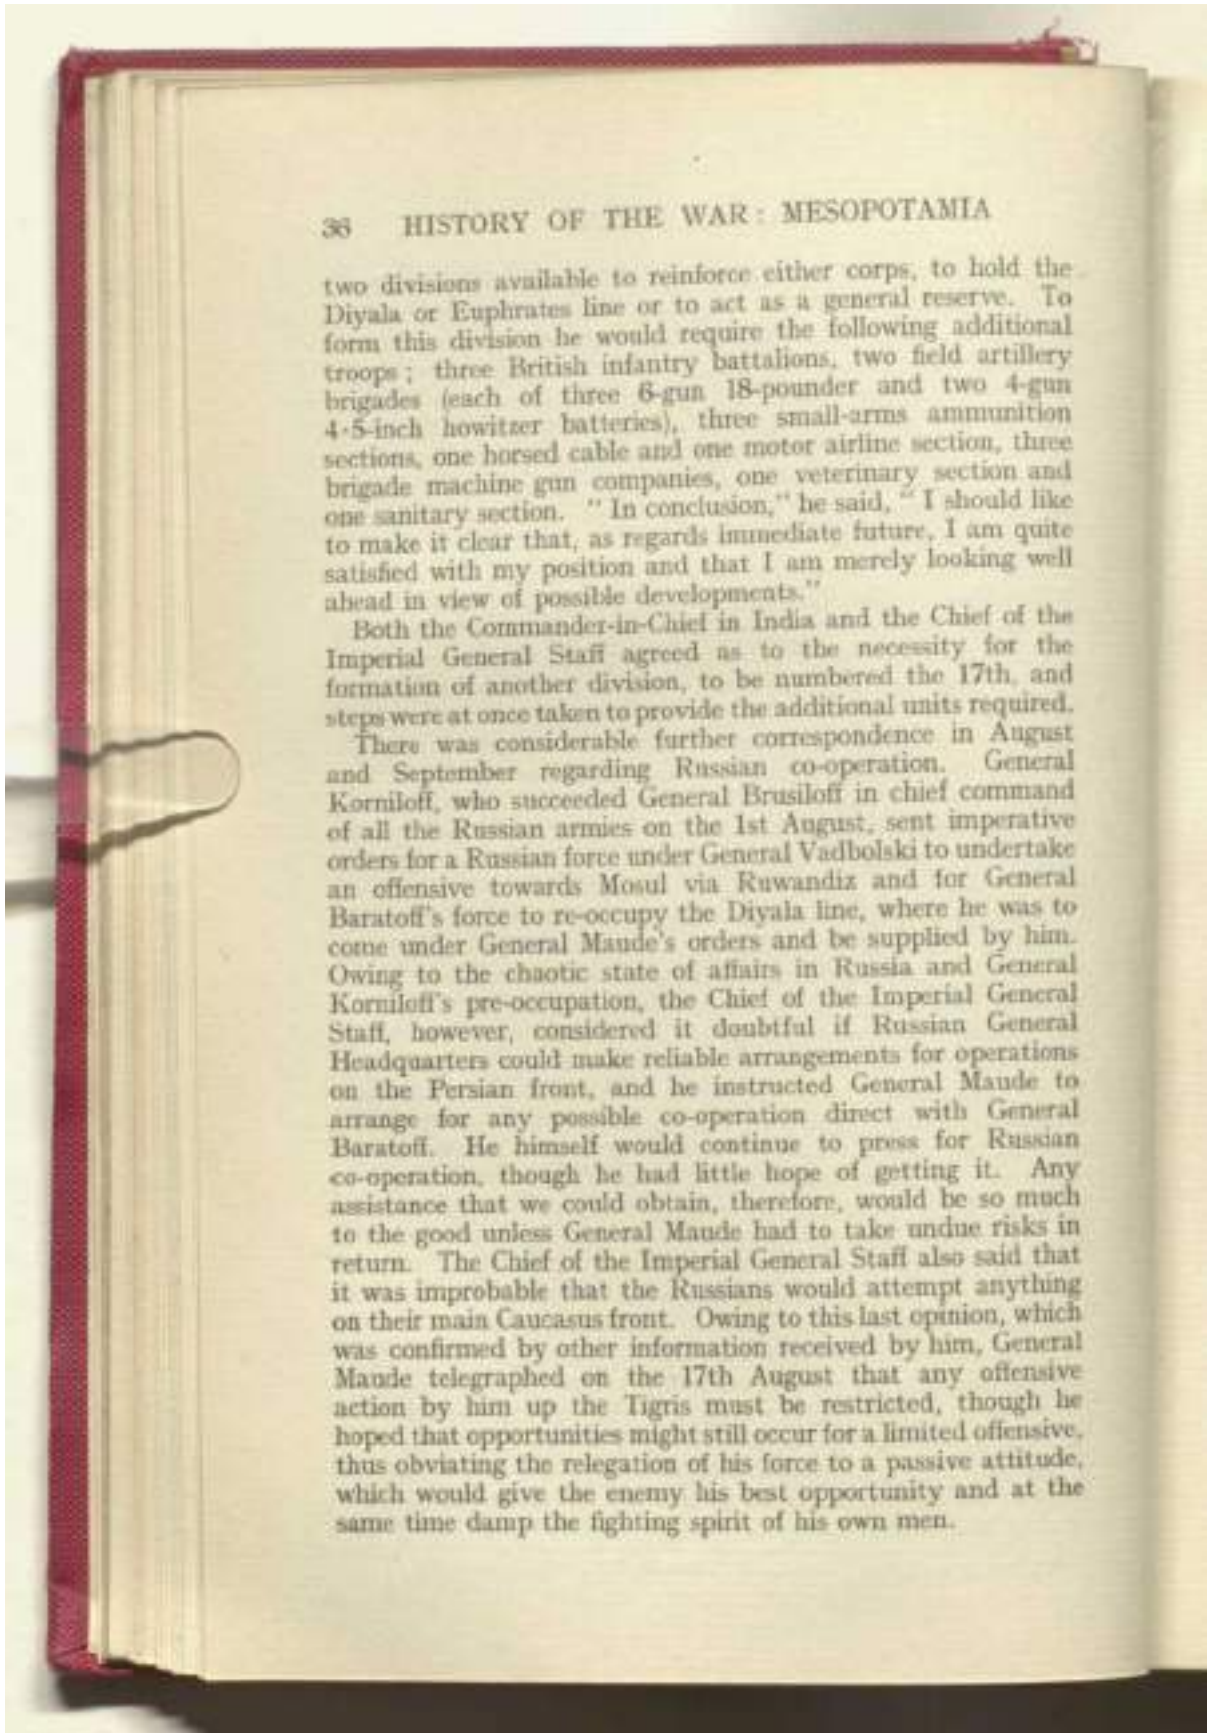 36 HISTORY OF THE WAR: MESOPOTAMIA
two divisions available to reinforce either corps, to hold the
Diyala or Euphrates line or to act as a general reserve. To
form this division he would require the following additional
troops; three British infantry battalions, two field artillery
brigades (each of three 6-gun 18-pounder and two 4-gun
4·5-inch howitzer batteries), three small-arms ammunition
sections, one horsed cable and one motor airline section, three
brigade machine gun companies, one veterinary section and
one sanitary section. "In conclusion," he said, "I should like
to make it clear that, as regards immediate future, I am quite
satisfied with my position and that I am merely looking well
ahead in view of possible developments."
Both the Commander-in-Chief in India and the Chief of the
Imperial General Staff agreed as to the necessity for the
formation of another division, to be numbered the 17th, and
steps were at once taken to provide the additional units required.
There was considerable further correspondence in August
and September regarding Russian co-operation. General
Korniloff, who succeeded General Brusiloff in chief command
of all the Russian armies on the 1st August, sent imperative
orders for a Russian force under General Vadbolski to undertake
an offensive towards Mosul via Ruwandiz and for General
Baratoff's force to re-occupy the Diyala line, where he was to
come under General Maude's orders and be supplied by him.
Owing to the chaotic state of affairs in Russia and General
Korniloff's pre-occupation, the Chief of the Imperial General
Staff, however, considered it doubtful if Russian General
Headquarters could make reliable arrangements for operations
on the Persian front, and he instructed General Maude to
arrange for any possible co-operation direct with General
Baratoff. He himself would continue to press for Russian
co-operation, though he had little hope of getting it. Any
assistance that we could obtain, therefore, would be so much
to the good unless General Maude had to take undue risks in
return. The Chief of the Imperial General Staff also said that
it was improbable that the Russians would attempt anything
on their main Caucasus front. Owing to this last opinion, which
was confirmed by other information received by him, General
Maude telegraphed on the 17th August that any offensive
action by him up the Tigris must be restricted, though he
hoped that opportunities might still occur for a limited offensive,
thus obviating the relegation of his force to a passive attitude,
which would give the enemy his best opportunity and at the
same time damp the fighting spirit of his own men.